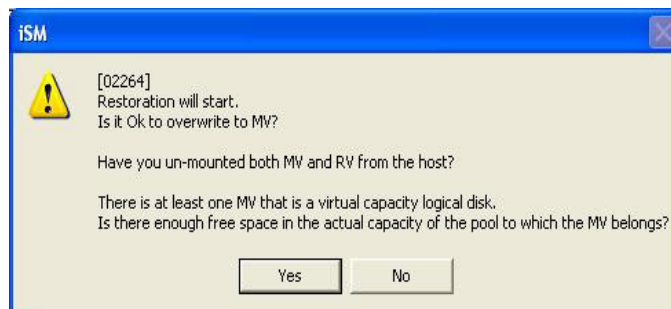 iSM
[02264]
Restoration will start.
Is it Ok to overwrite to MV?
Have you un-mounted both MV and RV from the host?
There is at least one MV that is a virtual capacity logical disk.
Is there enough free space in the actual capacity of the pool to which the MV belongs?
Yes No